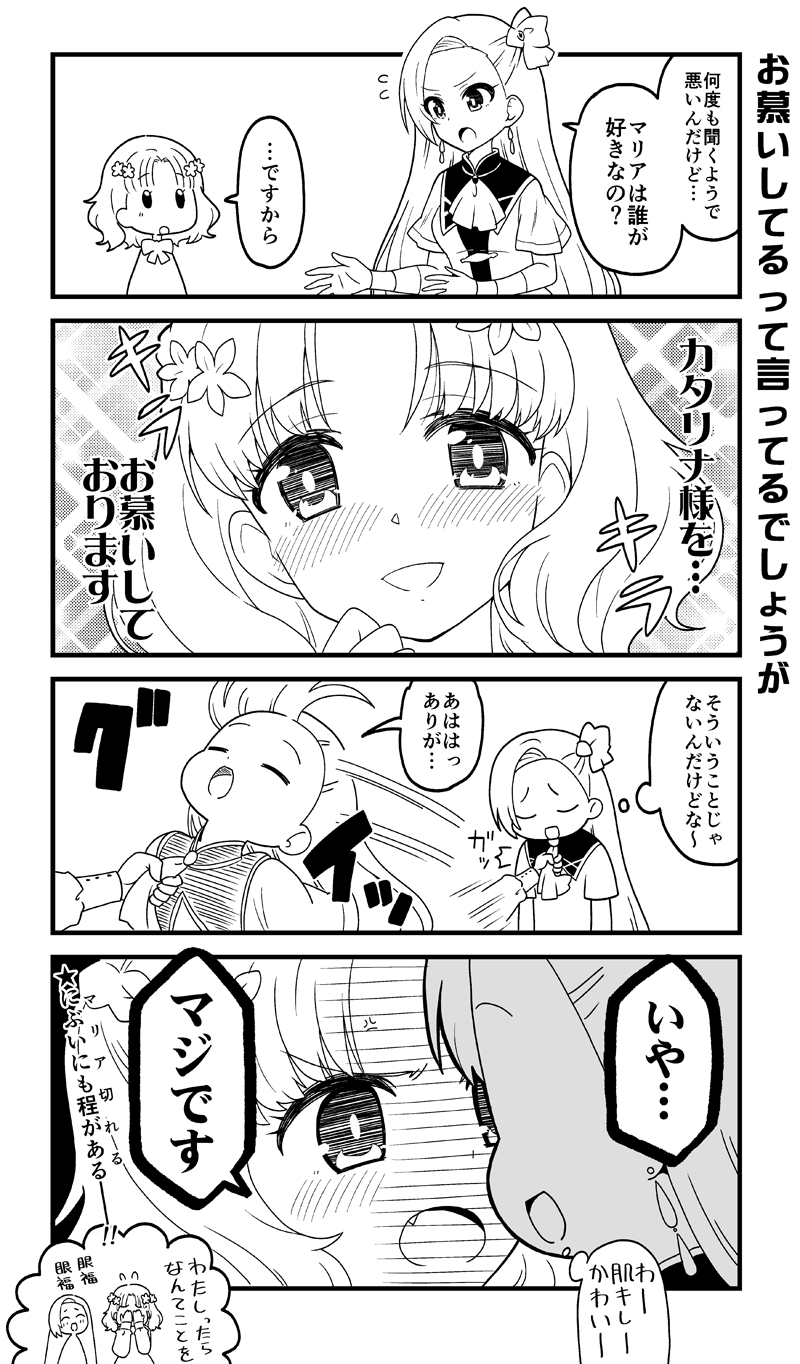 お慕いしてるって言ってるでしょうが
何度も聞くようで
悪いんだけど…
マリアは誰が
好きなの?
…ですから
カタリナ様を…
キラ
キラ
お慕いして
おります
そういうことじゃ
ないんだけどな〜
ガッ
あははっ
ありが…
グイッ
いや…
マジです
わー
肌キレー
かわいー
★にぶいにも程がある――!!
マリア切れーる
わたしったら
なんてことを
眼福
眼福